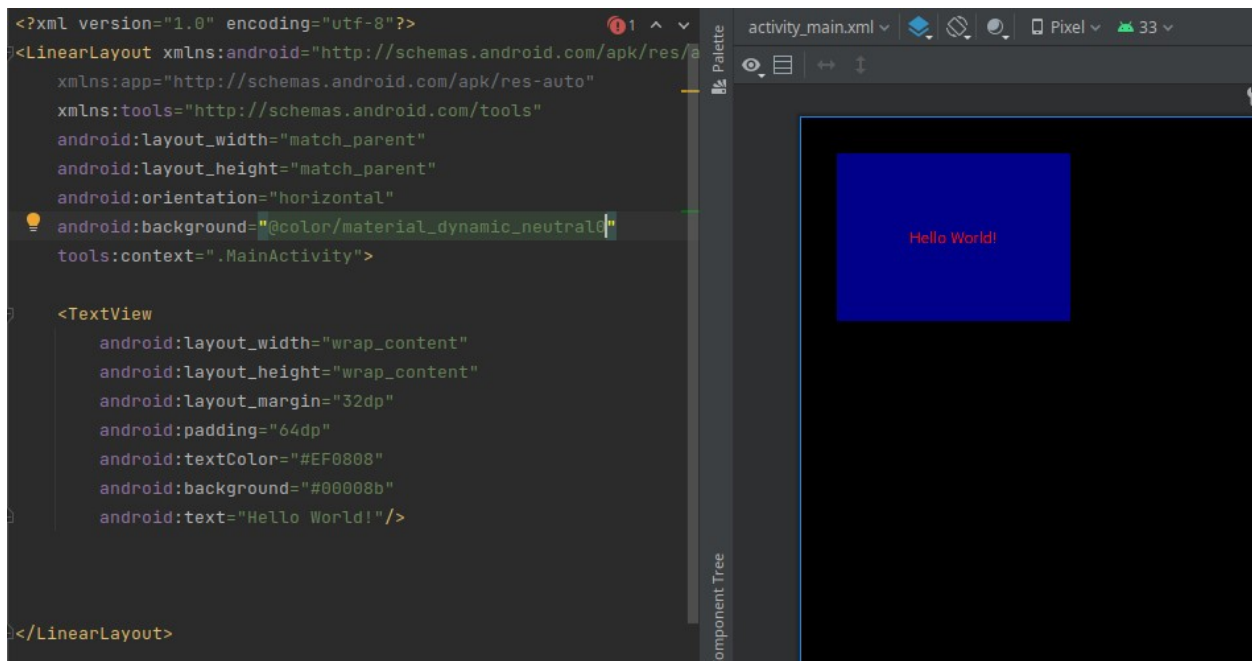 <?xml version="1.0" encoding="utf-8"?>
1
<LinearLayout xmlns:android="http://schemas.android.com/apk/res/a
xmlns:app="http://schemas.android.com/apk/res-auto"
xmlns:tools="http://schemas.android.com/tools"
android:layout_width="match_parent"
android:layout_height="match_parent"
android:orientation="horizontal"
android:background="@color/material_dynamic_neutral0"
tools:context=".MainActivity">
<TextView
android:layout_width="wrap_content"
android:layout_height="wrap_content"
android:layout_margin="32dp"
android:padding="64dp"
android:textColor="#EF0808"
android:background="#00008b"
android:text="Hello World!"/>
</LinearLayout>
Palette
omponent Tree
activity_main.xml
Pixel
33
Hello World!